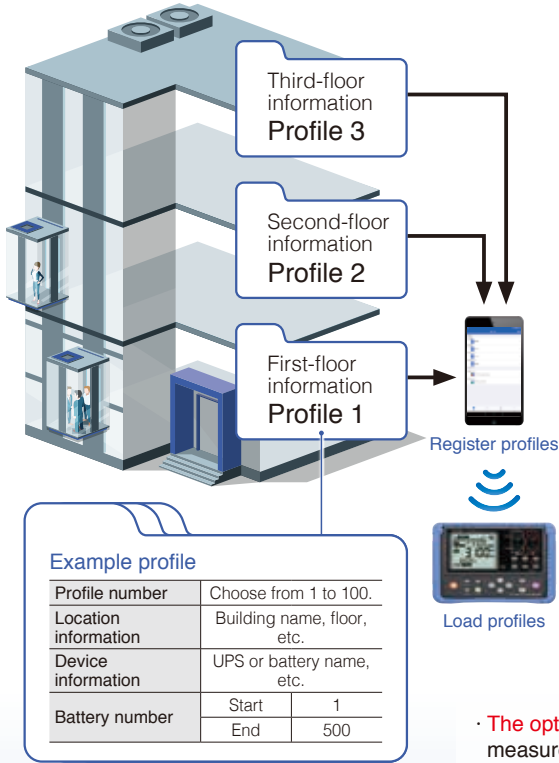 Third-floor
information
Profile 3
Second-floor
information
Profile 2
First-floor
information
Profile 1
Register profiles
Load profiles
Example profile
Profile number Choose from 1 to 100.
Location
information
Building name, floor,
etc.
Device
information
UPS or battery name,
etc.
Battery number
Start 1
End 500
· The opt
measure